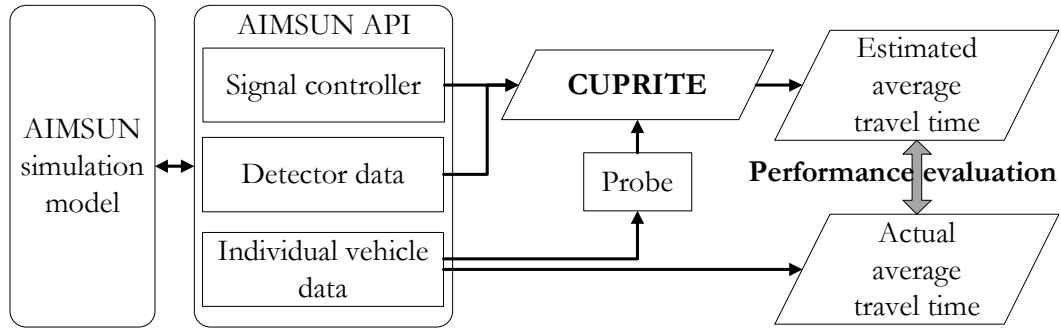 AIMSUN
simulation
model
AIMSUN API
Signal controller
Detector data
Individual vehicle
data
CUPRITE
Probe
Estimated
average
travel time
Performance evaluation
Actual
average
travel time